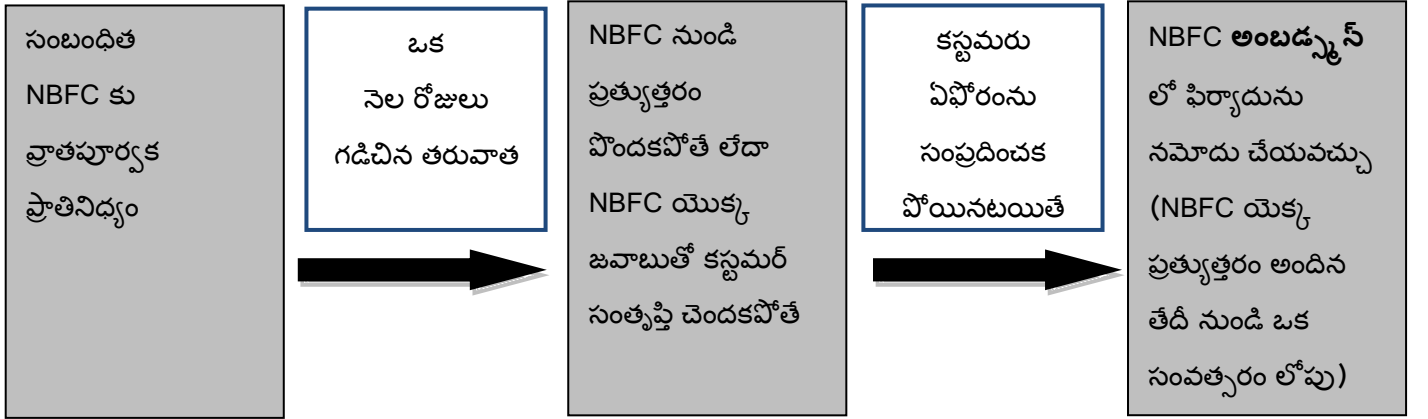 సంబంధిత
NBFC కు
వ్రాతపూర్వక
ప్రాతినిధ్యం
ఒక
నెల రోజులు
గడిచిన తరువాత
NBFC నుండి
ప్రత్యుత్తరం
పొందకపోతే లేదా
NBFC యొక్క
జవాబుతో కస్టమర్
సంతృప్తి చెందకపోతే
కస్టమరు
ఏఫోరంను
సంప్రదించక
పోయినటయితే
NBFC అంబడ్స్మన్
లో ఫిర్యాదును
నమోదు చేయవచ్చు
(NBFC యెక్క
ప్రత్యుత్తరం అందిన
తేదీ నుండి ఒక
సంవత్సరం లోపు)